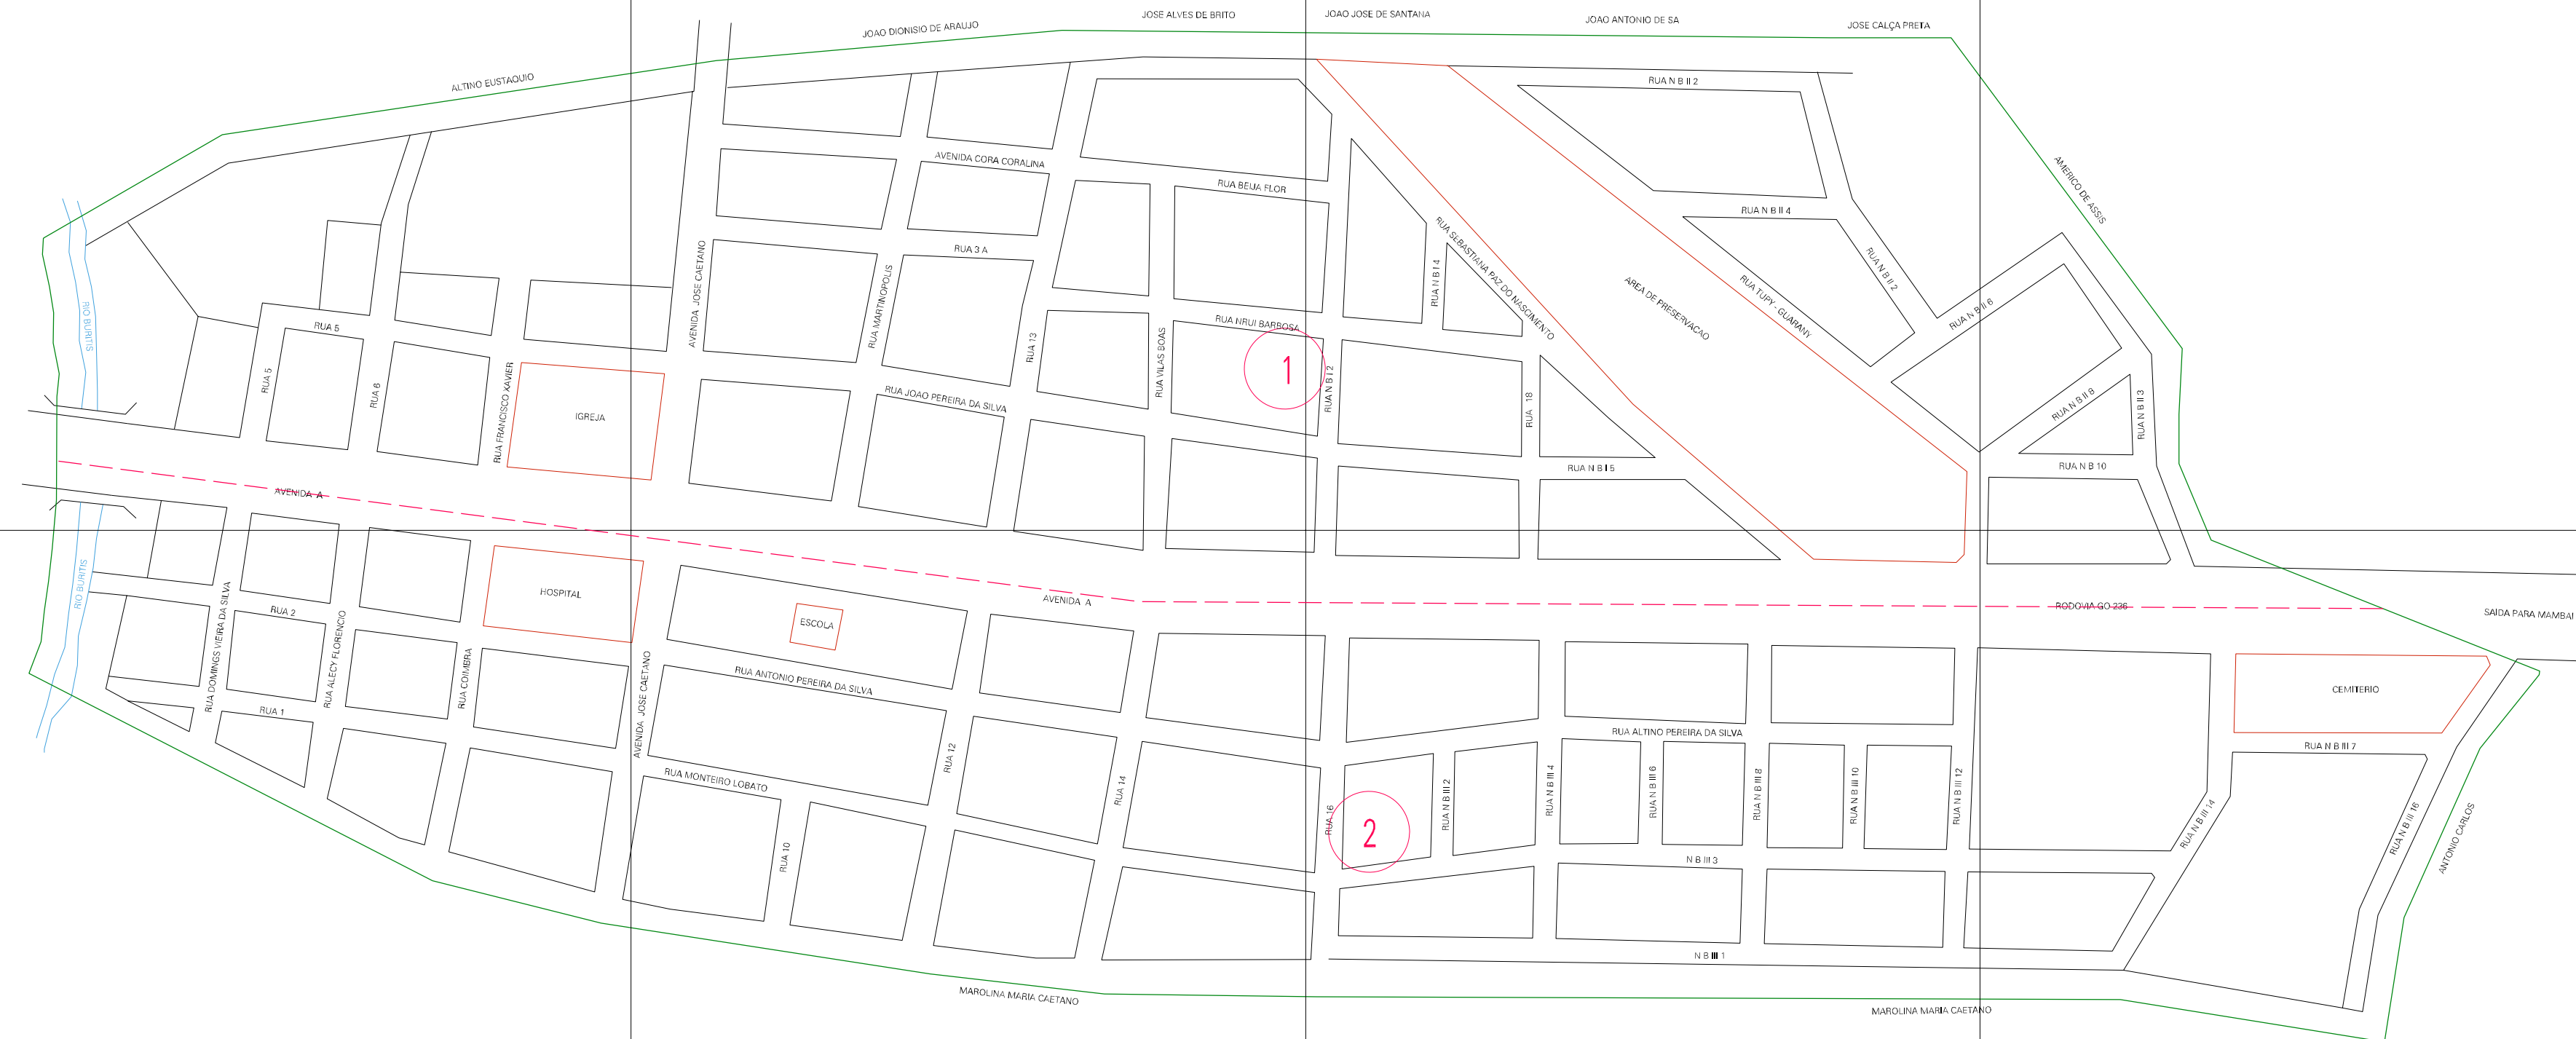 JOSE ALVES DE BRITO
JOAO JOSE DE SANTANA
JOAO ANTONIO DE SA
JOSE CALÇA PRETA
JOAO DIONISIO DE ARAUJO
ALTINO EUSTAQUIO
RUA N B II 2
AVENIDA CORA CORALINA
RUA BEIJA FLOR
AMERICO DE ASSIS
RUA N B II 4
RUA 3 A
RUA SEBASTIANA PAZ DO NASCIMENTO
RUA N B II 2
AVENIDA JOSE CAETANO
RUA MARTINOPOLIS
RUA N B I 4
AREA DE PRESERVACAO
RUA TUPY - GUARANY
RUA N B II 6
RIO BURITIS
RUA 5
RUA NRUI BARBOSA
RUA 13
RUA VILAS BOAS
1
RUA N B I 2
RUA 5
RUA 6
RUA FRANCISCO XAVIER
IGREJA
RUA JOAO PEREIRA DA SILVA
RUA 18
RUA N B II 8
RUA N B II 3
RUA N B I 5
RUA N B 10
AVENIDA A
RIO BURITIS
HOSPITAL
AVENIDA A
RODOVIA GO 236
SAIDA PARA MAMBAI
RUA 2
ESCOLA
RUA DOMINGS VIEIRA DA SILVA
RUA ALECY FLORENCIO
RUA COIMBRA
AVENIDA JOSE CAETANO
RUA ANTONIO PEREIRA DA SILVA
CEMITERIO
RUA 1
RUA ALTINO PEREIRA DA SILVA
RUA N B III 7
RUA 12
RUA MONTEIRO LOBATO
RUA 14
RUA 16
2
RUA N B III 2
RUA N B III 4
RUA N B III 6
RUA N B III 8
RUA N B III 10
RUA N B III 12
RUA N B III 14
RUA N B III 16
ANTONIO CARLOS
RUA 10
N B III 3
N B III 1
MAROLINA MARIA CAETANO
MAROLINA MARIA CAETANO